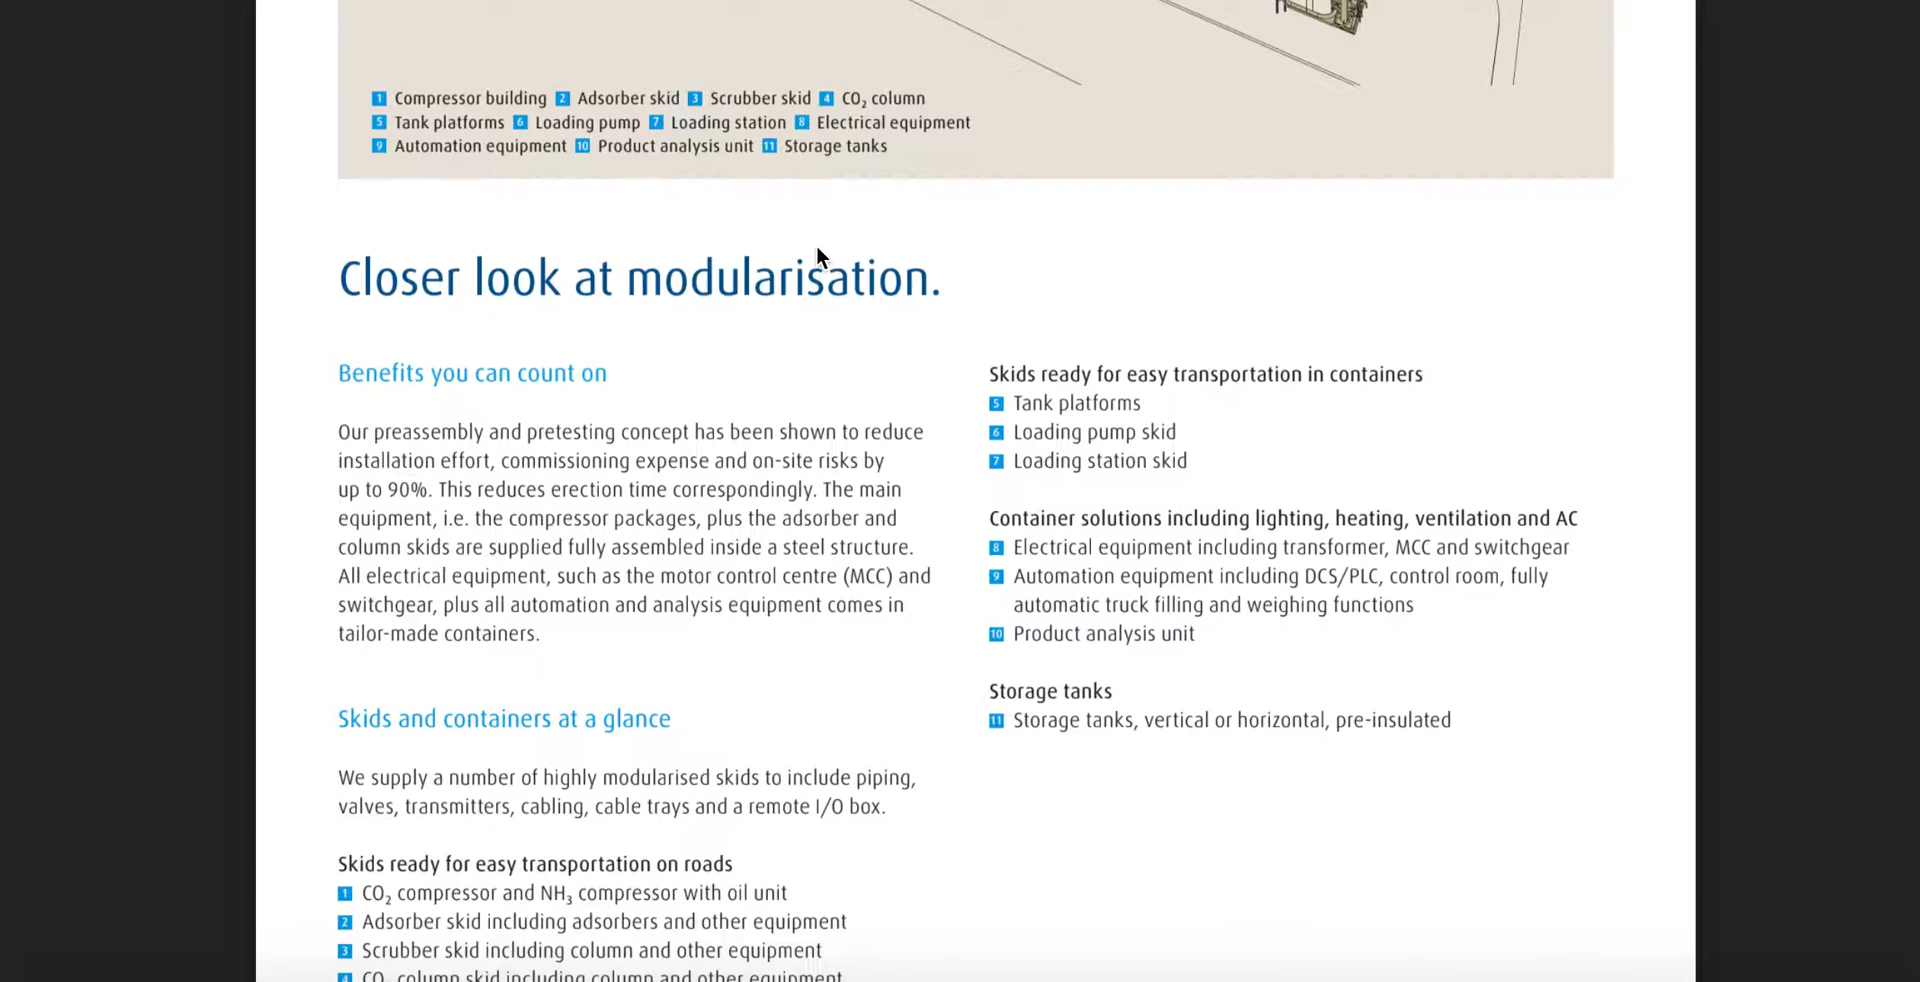 1 Compressor building 2 Adsorber skid 3 Scrubber skid 4 CO₂ column
5 Tank platforms 6 Loading pump 7 Loading station 8 Electrical equipment
9 Automation equipment 10 Product analysis unit 11 Storage tanks
Closer look at modularisation.
Benefits you can count on
Our preassembly and pretesting concept has been shown to reduce
installation effort, commissioning expense and on-site risks by
up to 90%. This reduces erection time correspondingly. The main
equipment, i.e. the compressor packages, plus the adsorber and
column skids are supplied fully assembled inside a steel structure.
All electrical equipment, such as the motor control centre (MCC) and
switchgear, plus all automation and analysis equipment comes in
tailor-made containers.
Skids and containers at a glance
We supply a number of highly modularised skids to include piping,
valves, transmitters, cabling, cable trays and a remote I/O box.
Skids ready for easy transportation on roads
1 CO₂ compressor and NH₃ compressor with oil unit
2 Adsorber skid including adsorbers and other equipment
3 Scrubber skid including column and other equipment
4 CO₂ column skid including column and other equipment
Skids ready for easy transportation in containers
5 Tank platforms
6 Loading pump skid
7 Loading station skid
Container solutions including lighting, heating, ventilation and AC
8 Electrical equipment including transformer, MCC and switchgear
9 Automation equipment including DCS/PLC, control room, fully
automatic truck filling and weighing functions
10 Product analysis unit
Storage tanks
11 Storage tanks, vertical or horizontal, pre-insulated